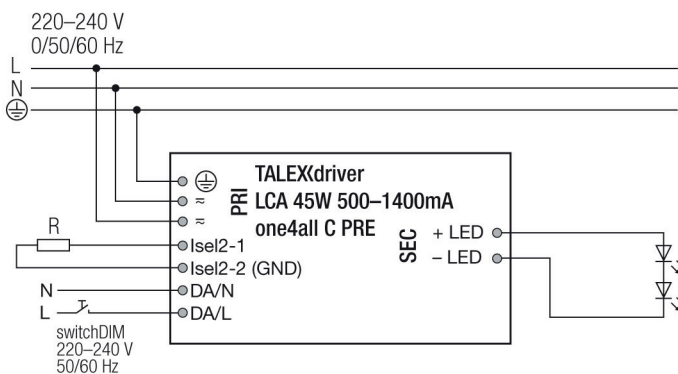 220–240 V
0/50/60 Hz
L
N
TALEXXdriver
LCA 45W 500–1400mA
one4all C PRE
PRI
≂
≂
R
Isel2-1
Isel2-2 (GND)
N
DA/N
L
DA/L
switchDIM
220–240 V
50/60 Hz
SEC
+ LED
– LED